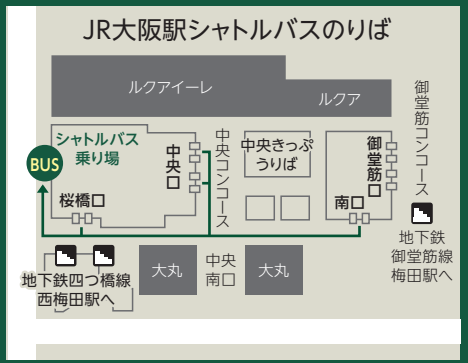 JR大阪駅シャトルバスのりば
ルクアイーレ
ルクア
御堂筋コンコース
シャトルバス
乗り場
BUS
中央口
中央コンコース
中央きっぷ
うりば
御堂筋口
桜橋口
南口
地下鉄
御堂筋線
梅田駅へ
地下鉄四つ橋線
西梅田駅へ
大丸
中央
南口
大丸